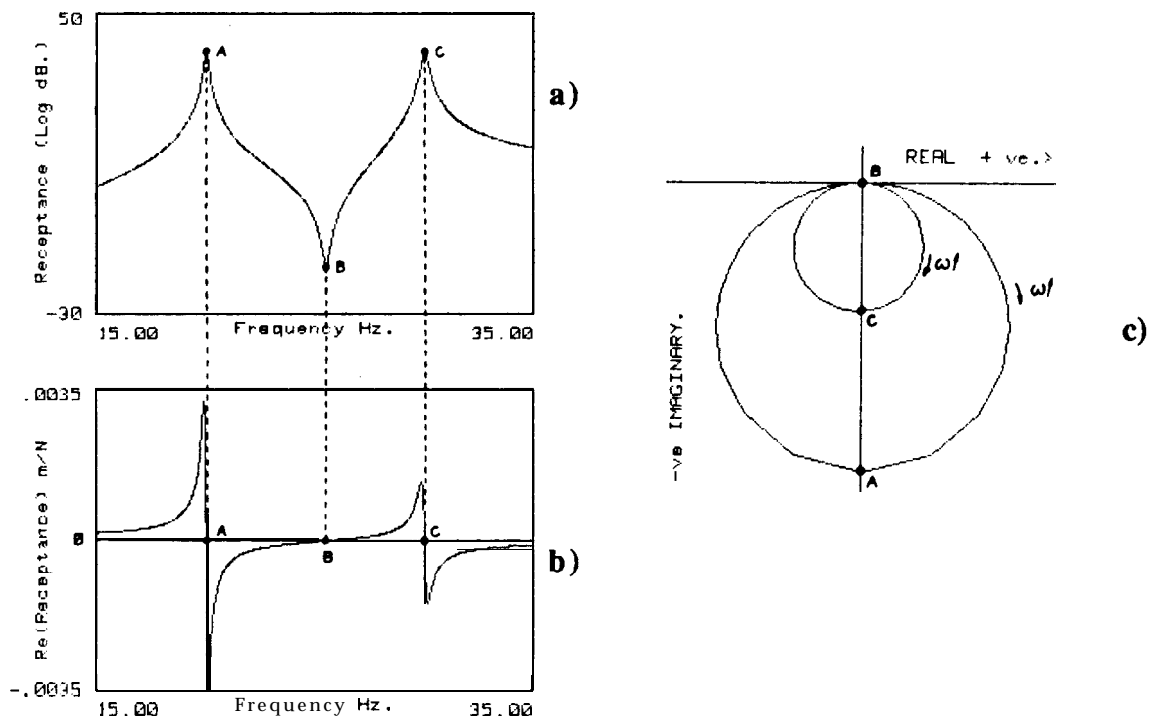 50
Receptance (Log dB.)
A
C
B
-30
15.00
Frequency Hz.
35.00
a)
.0035
Re(Receptance) m/N
0
A
B
C
-.0035
15.00
Frequency Hz.
35.00
b)
REAL + ve.>
B
ω↑
ω↑
C
A
-ve IMAGINARY.
c)